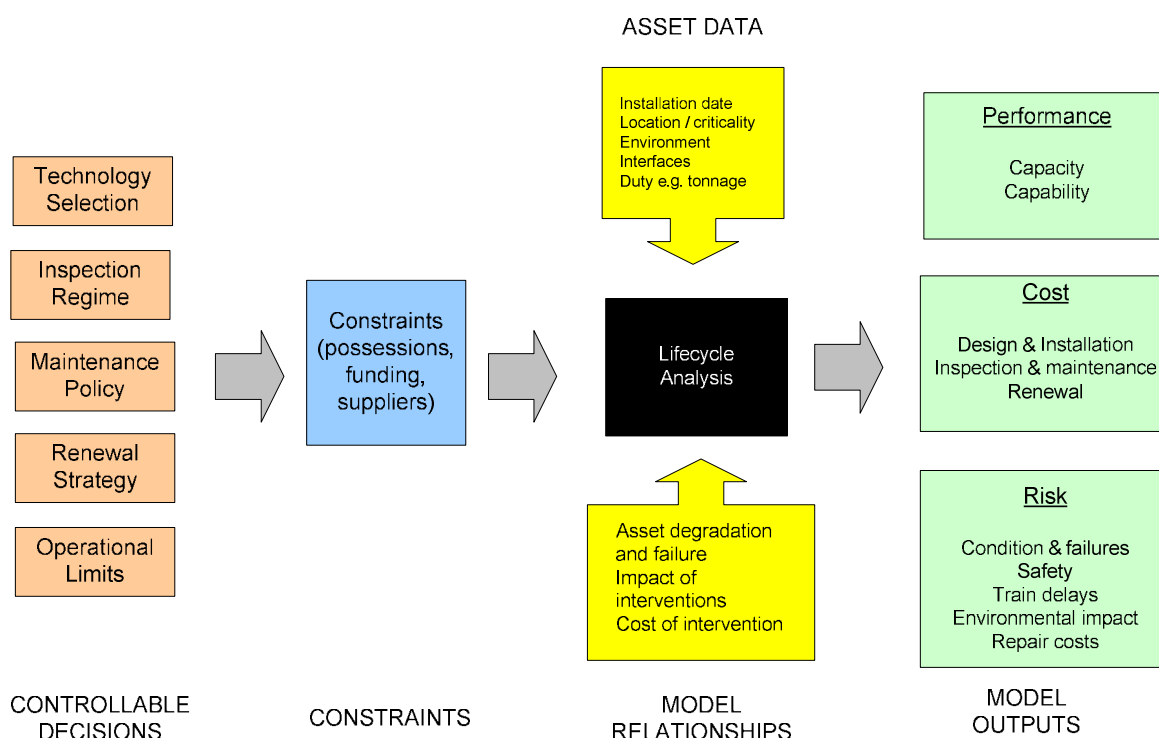 ASSET DATA
Technology
Selection
Inspection
Regime
Maintenance
Policy
Renewal
Strategy
Operational
Limits
Constraints
(possessions,
funding,
suppliers)
Installation date
Location / criticality
Environment
Interfaces
Duty e.g. tonnage
Lifecycle
Analysis
Asset degradation
and failure
Impact of
interventions
Cost of intervention
Performance
Capacity
Capability
Cost
Design & Installation
Inspection & maintenance
Renewal
Risk
Condition & failures
Safety
Train delays
Environmental impact
Repair costs
CONTROLLABLE
DECISIONS
CONSTRAINTS
MODEL
RELATIONSHIPS
MODEL
OUTPUTS